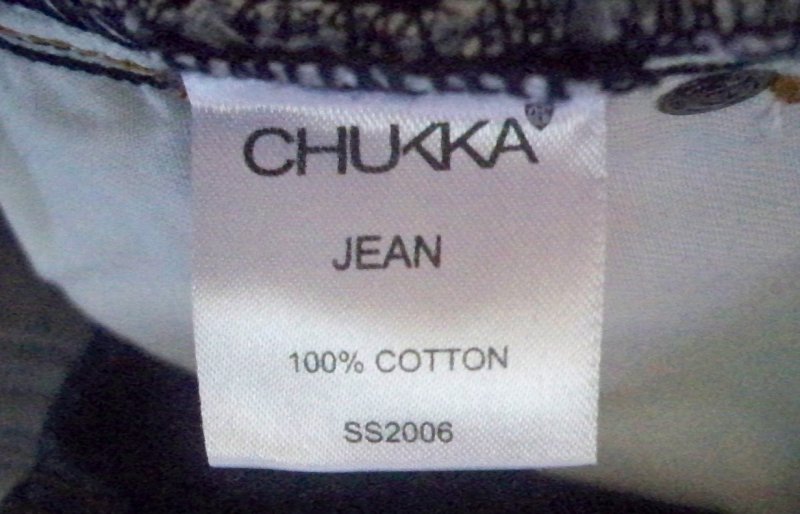 CHUKKA
JEAN
100% COTTON
SS2006